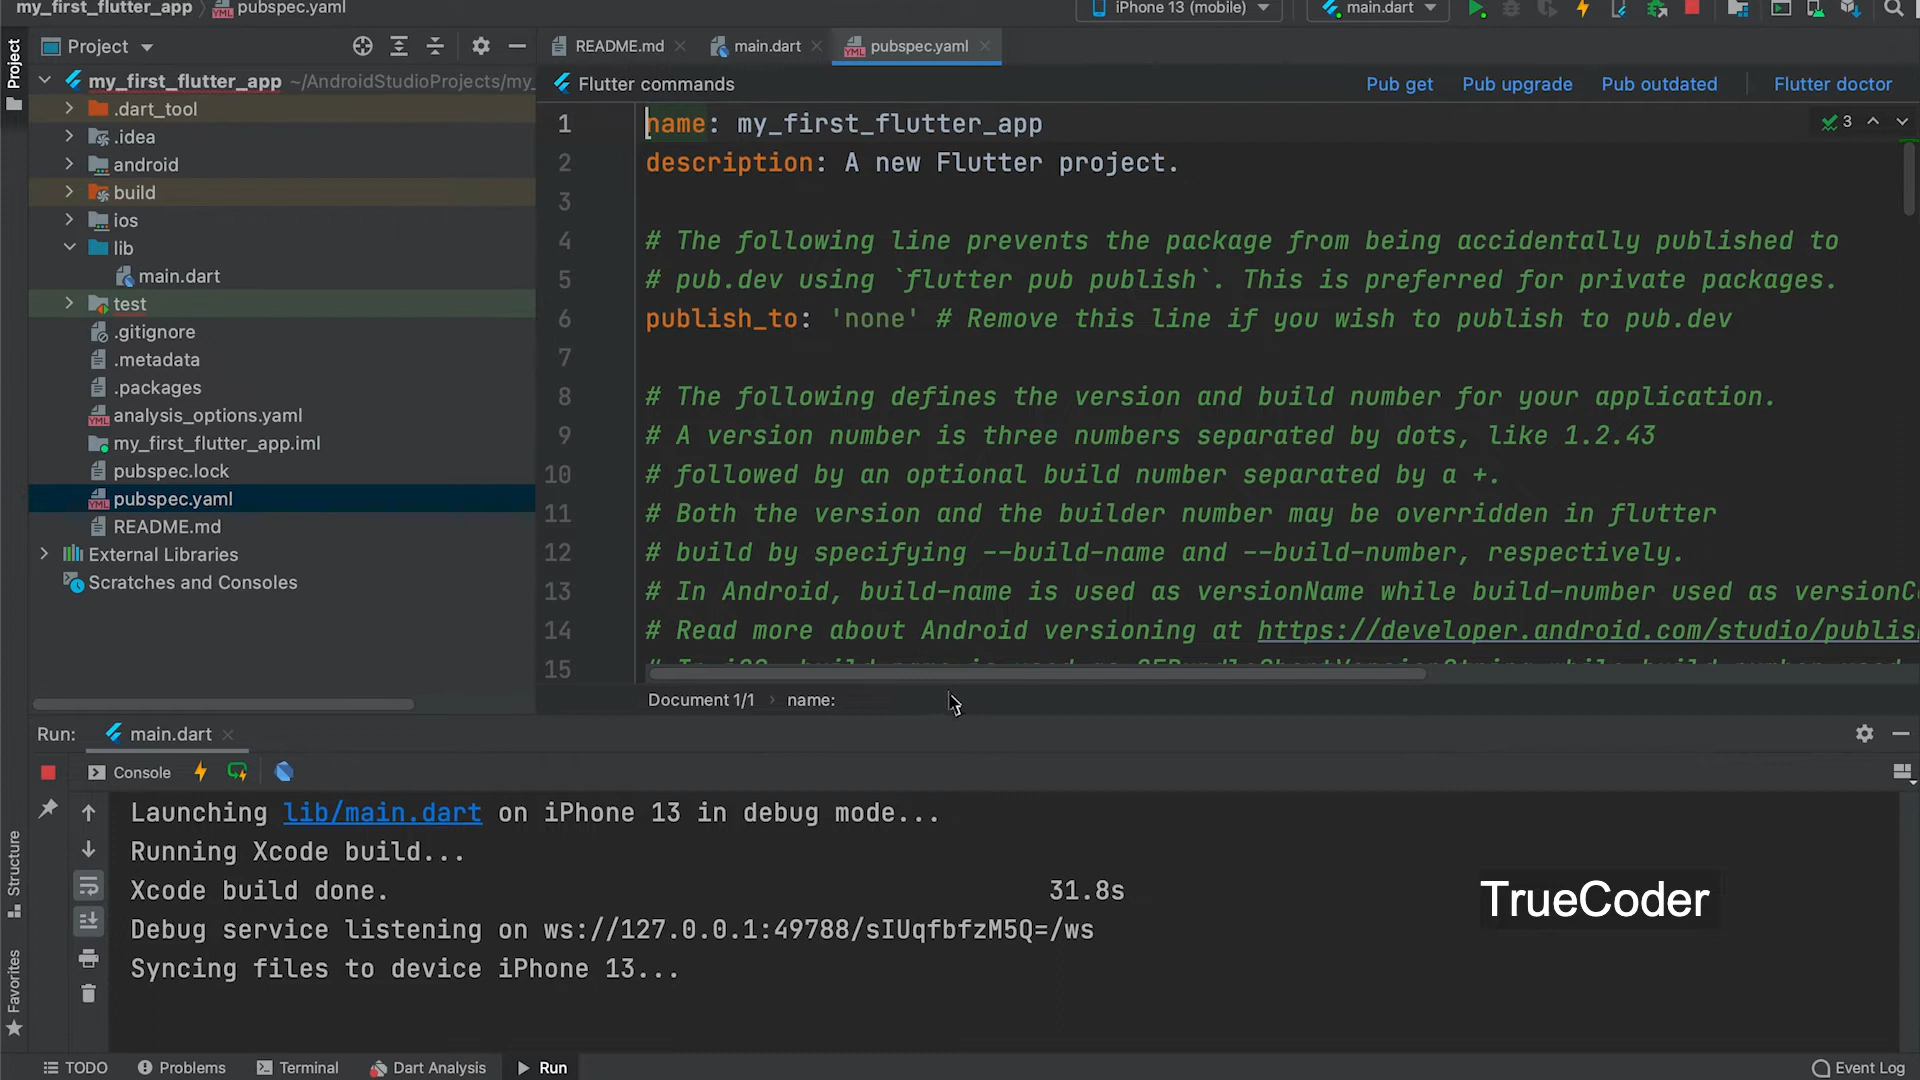 my_first_flutter_app
pubspec.yaml
iPhone 13 (mobile)
main.dart
Project
Project
README.md
main.dart
pubspec.yaml
my_first_flutter_app ~/AndroidStudioProjects/my_
Flutter commands
Pub get
Pub upgrade
Pub outdated
Flutter doctor
.dart_tool
.idea
android
build
ios
lib
main.dart
test
.gitignore
.metadata
.packages
analysis_options.yaml
my_first_flutter_app.iml
pubspec.lock
pubspec.yaml
README.md
External Libraries
Scratches and Consoles
1 name: my_first_flutter_app
3
2 description: A new Flutter project.
3
4 # The following line prevents the package from being accidentally published to
5 # pub.dev using `flutter pub publish`. This is preferred for private packages.
6 publish_to: 'none' # Remove this line if you wish to publish to pub.dev
7
8 # The following defines the version and build number for your application.
9 # A version number is three numbers separated by dots, like 1.2.43
10 # followed by an optional build number separated by a +.
11 # Both the version and the builder number may be overridden in flutter
12 # build by specifying --build-name and --build-number, respectively.
13 # In Android, build-name is used as versionName while build-number used as versionC
14 # Read more about Android versioning at https://developer.android.com/studio/publis
15
Document 1/1 › name:
Run:
main.dart
Console
Launching lib/main.dart on iPhone 13 in debug mode...
Running Xcode build...
Xcode build done. 31.8s
Debug service listening on ws://127.0.0.1:49788/sIUqfbfzM5Q=/ws
Syncing files to device iPhone 13...
TrueCoder
Structure
Favorites
TODO
Problems
Terminal
Dart Analysis
Run
Event Log